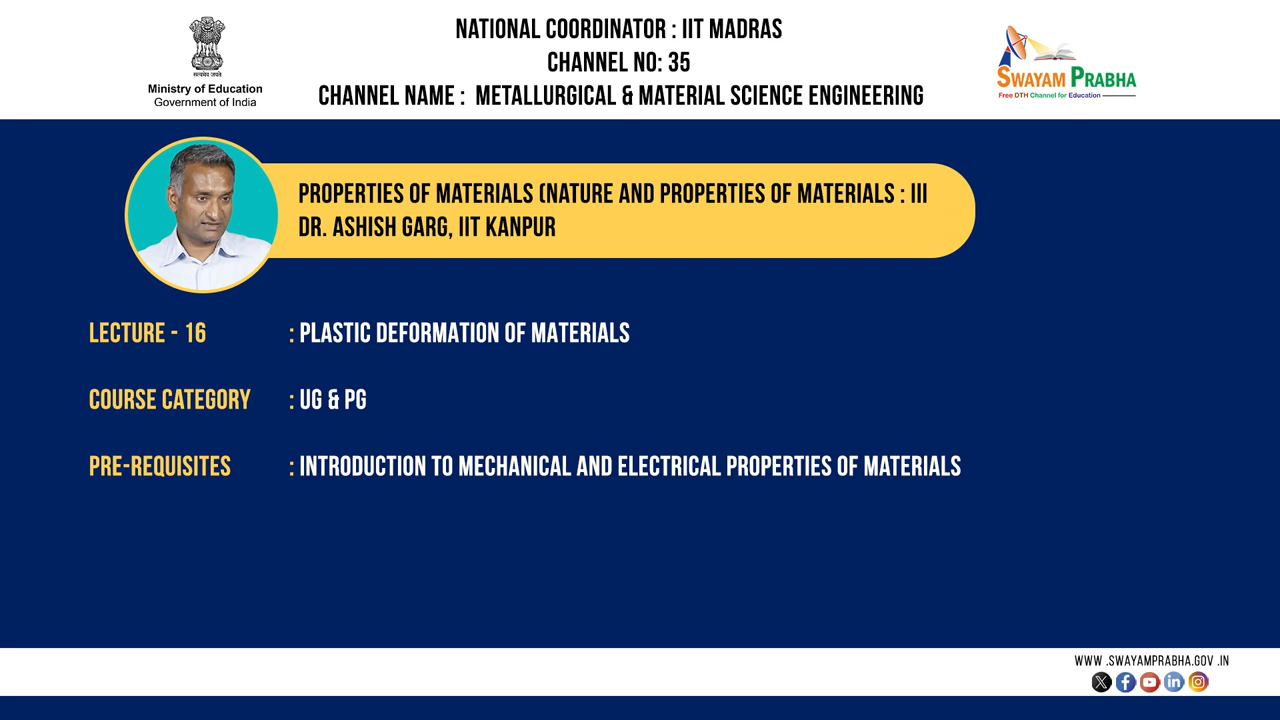 NATIONAL COORDINATOR : IIT MADRAS
CHANNEL NO: 35
CHANNEL NAME : METALLURGICAL & MATERIAL SCIENCE ENGINEERING
सत्यमेव जयते
Ministry of Education
Government of India
SWAYAM PRABHA
Free DTH Channel for Education
PROPERTIES OF MATERIALS (NATURE AND PROPERTIES OF MATERIALS : III
DR. ASHISH GARG, IIT KANPUR
LECTURE - 16 : PLASTIC DEFORMATION OF MATERIALS
COURSE CATEGORY : UG & PG
PRE-REQUISITES : INTRODUCTION TO MECHANICAL AND ELECTRICAL PROPERTIES OF MATERIALS
WWW .SWAYAMPRABHA.GOV .IN